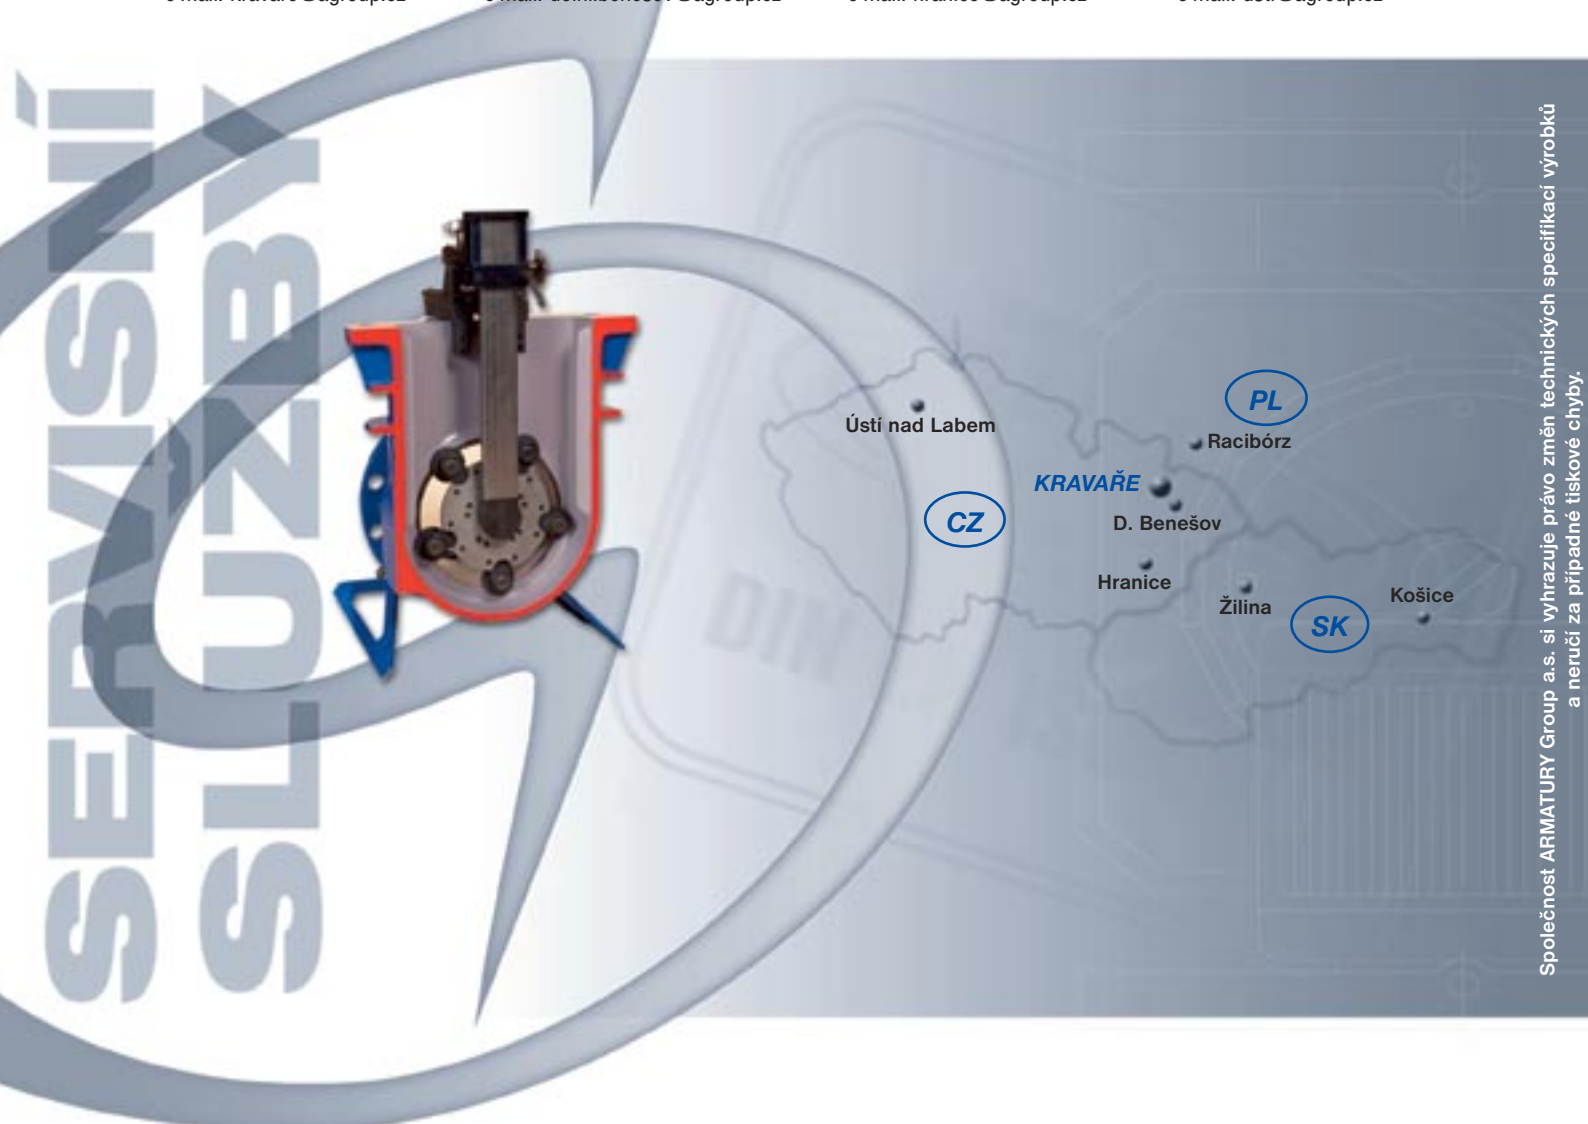 SERVISNÍ
SLUŽBY
Ústí nad Labem
PL
Racibórz
KRAVAŘE
CZ
D. Benešov
Hranice
Žilina
SK
Košice
Společnost ARMATURY Group a.s. si vyhrazuje právo změn technických specifikací výrobků
a neručí za případné tiskové chyby.